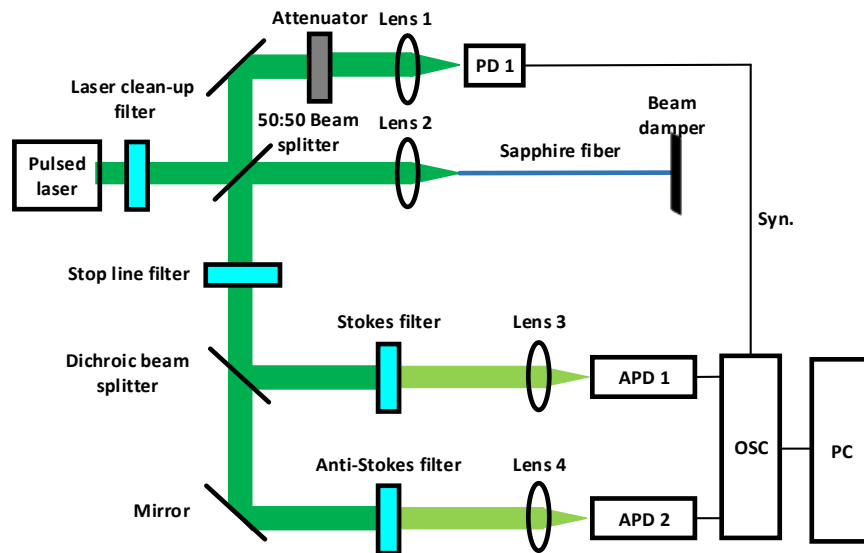 Attenuator
Lens 1
PD 1
Laser clean-up
filter
50:50 Beam
splitter
Lens 2
Beam
damper
Sapphire fiber
Pulsed
laser
Syn.
Stop line filter
Stokes filter
Lens 3
Dichroic beam
splitter
APD 1
OSC
PC
Anti-Stokes filter
Lens 4
Mirror
APD 2